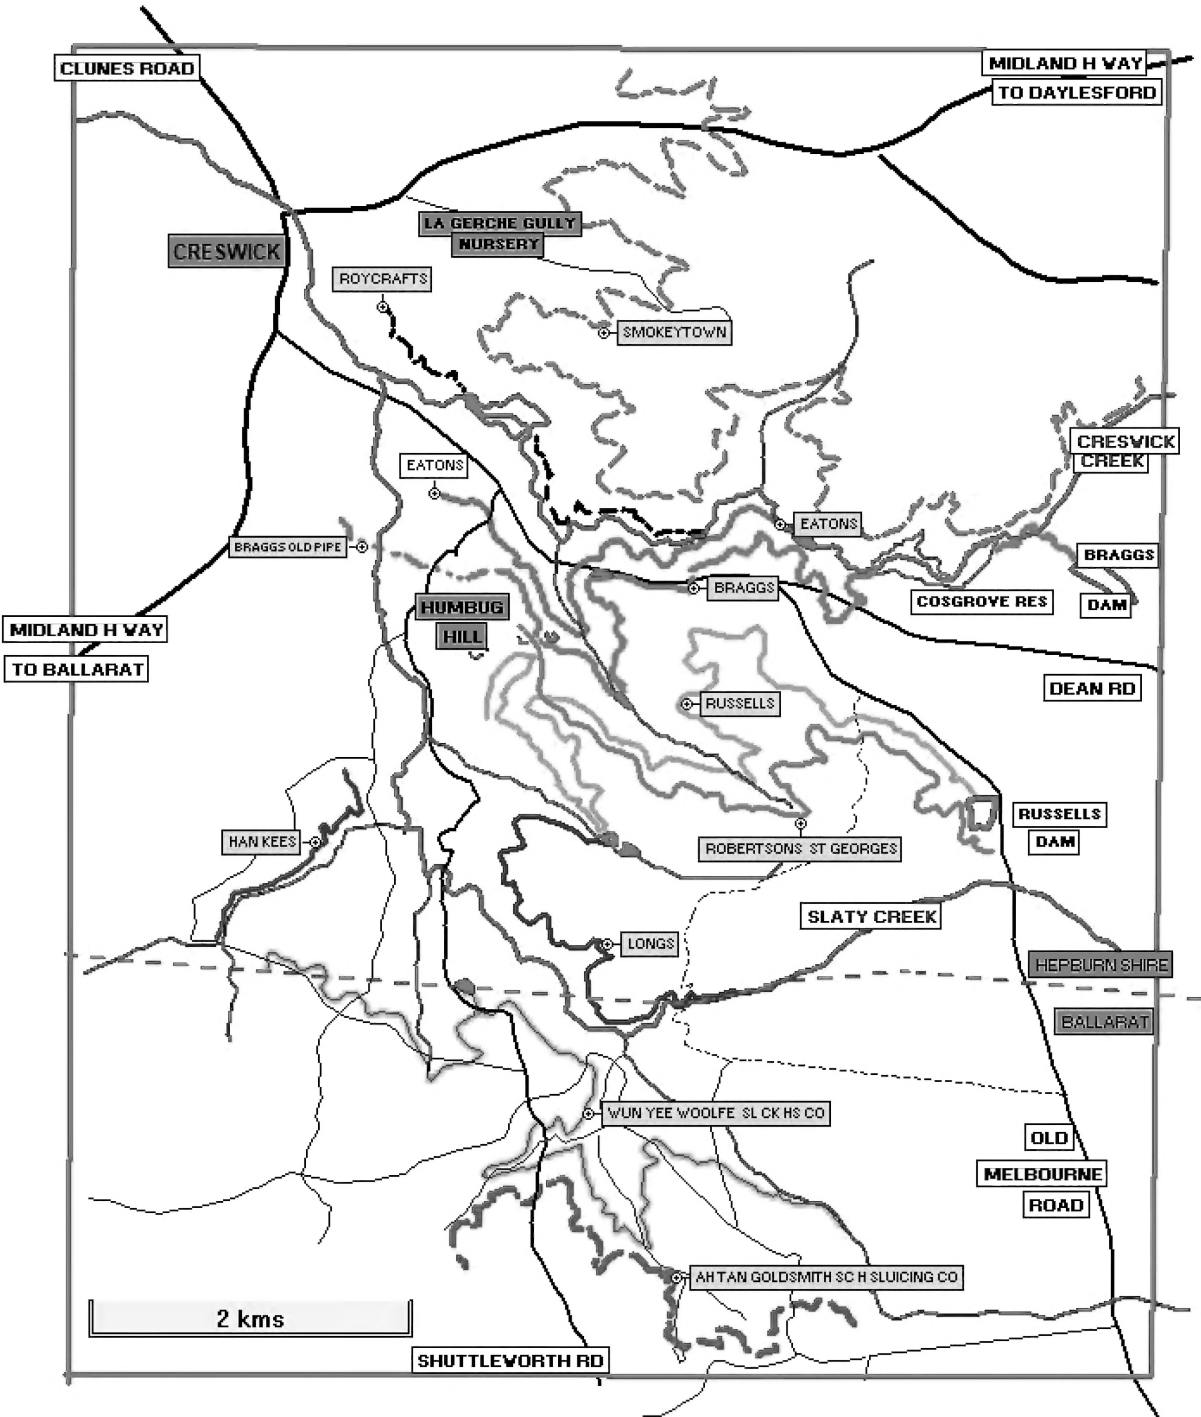 CLUNES ROAD
MIDLAND H WAY
TO DAYLESFORD
LA GERCHE GULLY
NURSERY
CRESWICK
ROYCRAFTS
SMOKEYTOWN
CRESWICK
CREEK
EATONS
EATONS
BRAGGS OLD PIPE
BRAGGS
BRAGGS
DAM
COSGROVE RES
HUMBUG
HILL
MIDLAND H WAY
TO BALLARAT
DEAN RD
RUSSELLS
RUSSELLS
DAM
HAN KEES
ROBERTSONS ST GEORGES
SLATY CREEK
LONGS
HEPBURN SHIRE
BALLARAT
WUN YEE WOOLFE SL CK HS CO
OLD
MELBOURNE
ROAD
AH TAN GOLDSMITH SC H SLUICING CO
2 kms
SHUTTLEWORTH RD